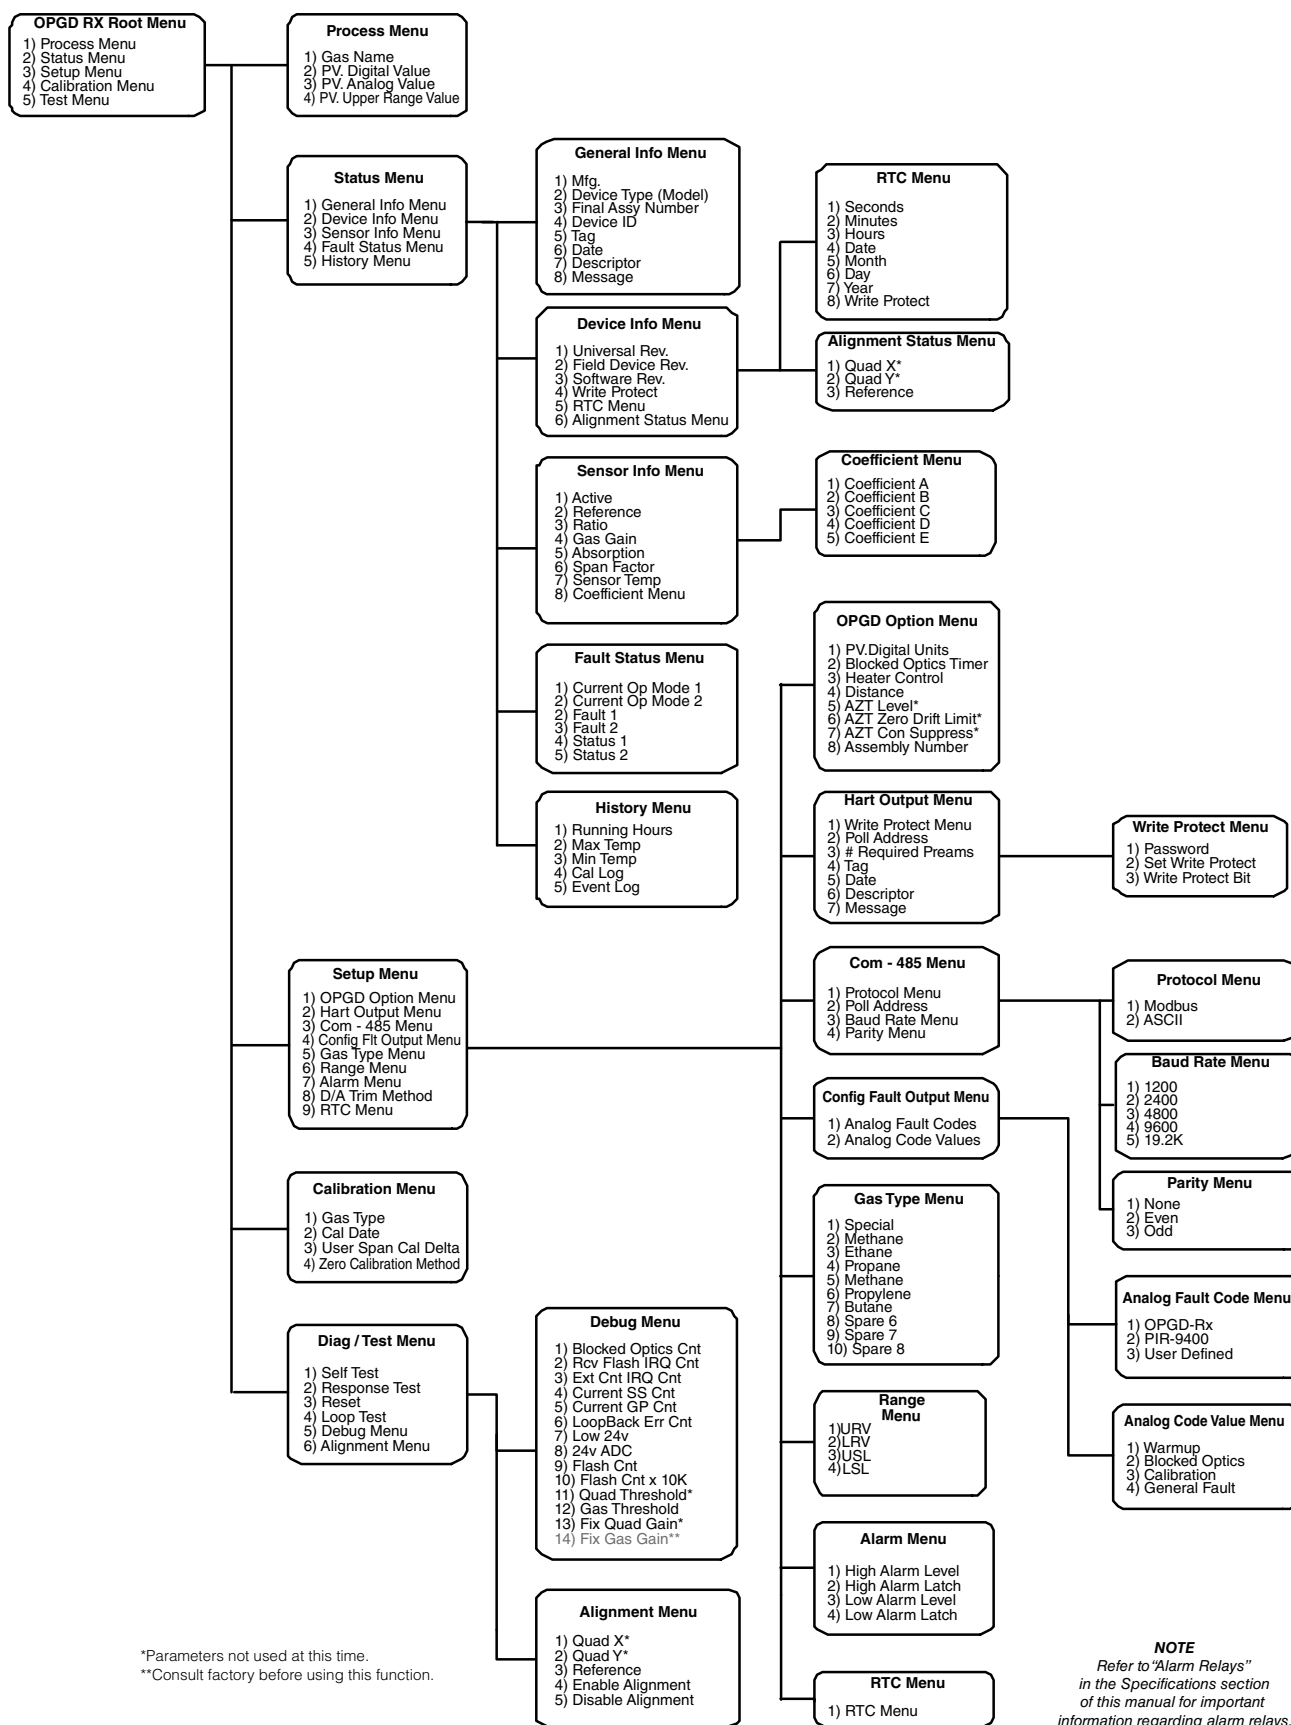 OPGD RX Root Menu
1) Process Menu
2) Status Menu
3) Setup Menu
4) Calibration Menu
5) Test Menu
Process Menu
1) Gas Name
2) PV. Digital Value
3) PV. Analog Value
4) PV. Upper Range Value
Status Menu
1) General Info Menu
2) Device Info Menu
3) Sensor Info Menu
4) Fault Status Menu
5) History Menu
General Info Menu
1) Mfg.
2) Device Type (Model)
3) Final Assy Number
4) Device ID
5) Tag
6) Date
7) Descriptor
8) Message
RTC Menu
1) Seconds
2) Minutes
3) Hours
4) Date
5) Month
6) Day
7) Year
8) Write Protect
Device Info Menu
1) Universal Rev.
2) Field Device Rev.
3) Software Rev.
4) Write Protect
5) RTC Menu
6) Alignment Status Menu
Alignment Status Menu
1) Quad X*
2) Quad Y*
3) Reference
Sensor Info Menu
1) Active
2) Reference
3) Ratio
4) Gas Gain
5) Absorption
6) Span Factor
7) Sensor Temp
8) Coefficient Menu
Coefficient Menu
1) Coefficient A
2) Coefficient B
3) Coefficient C
4) Coefficient D
5) Coefficient E
Fault Status Menu
1) Current Op Mode 1
2) Current Op Mode 2
2) Fault 1
3) Fault 2
4) Status 1
5) Status 2
History Menu
1) Running Hours
2) Max Temp
3) Min Temp
4) Cal Log
5) Event Log
OPGD Option Menu
1) PV.Digital Units
2) Blocked Optics Timer
3) Heater Control
4) Distance
5) AZT Level*
6) AZT Zero Drift Limit*
7) AZT Con Suppress*
8) Assembly Number
Hart Output Menu
1) Write Protect Menu
2) Poll Address
3) # Required Preams
4) Tag
5) Date
6) Descriptor
7) Message
Write Protect Menu
1) Password
2) Set Write Protect
3) Write Protect Bit
Setup Menu
1) OPGD Option Menu
2) Hart Output Menu
3) Com - 485 Menu
4) Config Flt Output Menu
5) Gas Type Menu
6) Range Menu
7) Alarm Menu
8) D/A Trim Method
9) RTC Menu
Com - 485 Menu
1) Protocol Menu
2) Poll Address
3) Baud Rate Menu
4) Parity Menu
Protocol Menu
1) Modbus
2) ASCII
Baud Rate Menu
1) 1200
2) 2400
3) 4800
4) 9600
5) 19.2K
Parity Menu
1) None
2) Even
3) Odd
Config Fault Output Menu
1) Analog Fault Codes
2) Analog Code Values
Calibration Menu
1) Gas Type
2) Cal Date
3) User Span Cal Delta
4) Zero Calibration Method
Gas Type Menu
1) Special
2) Methane
3) Ethane
4) Propane
5) Methane
6) Propylene
7) Butane
8) Spare 6
9) Spare 7
10) Spare 8
Analog Fault Code Menu
1) OPGD-Rx
2) PIR-9400
3) User Defined
Diag / Test Menu
1) Self Test
2) Response Test
3) Reset
4) Loop Test
5) Debug Menu
6) Alignment Menu
Debug Menu
1) Blocked Optics Cnt
2) Rcv Flash IRQ Cnt
3) Ext Cnt IRQ Cnt
4) Current SS Cnt
5) Current GP Cnt
6) LoopBack Err Cnt
7) Low 24v
8) 24v ADC
9) Flash Cnt
10) Flash Cnt x 10K
11) Quad Threshold*
12) Gas Threshold
13) Fix Quad Gain*
14) Fix Gas Gain**
Range
Menu
1)URV
2)LRV
3)USL
4)LSL
Analog Code Value Menu
1) Warmup
2) Blocked Optics
3) Calibration
4) General Fault
Alarm Menu
1) High Alarm Level
2) High Alarm Latch
3) Low Alarm Level
4) Low Alarm Latch
Alignment Menu
1) Quad X*
2) Quad Y*
3) Reference
4) Enable Alignment
5) Disable Alignment
RTC Menu
1) RTC Menu
*Parameters not used at this time.
**Consult factory before using this function.
NOTE
Refer to "Alarm Relays"
in the Specifications section
of this manual for important
information regarding alarm relays.